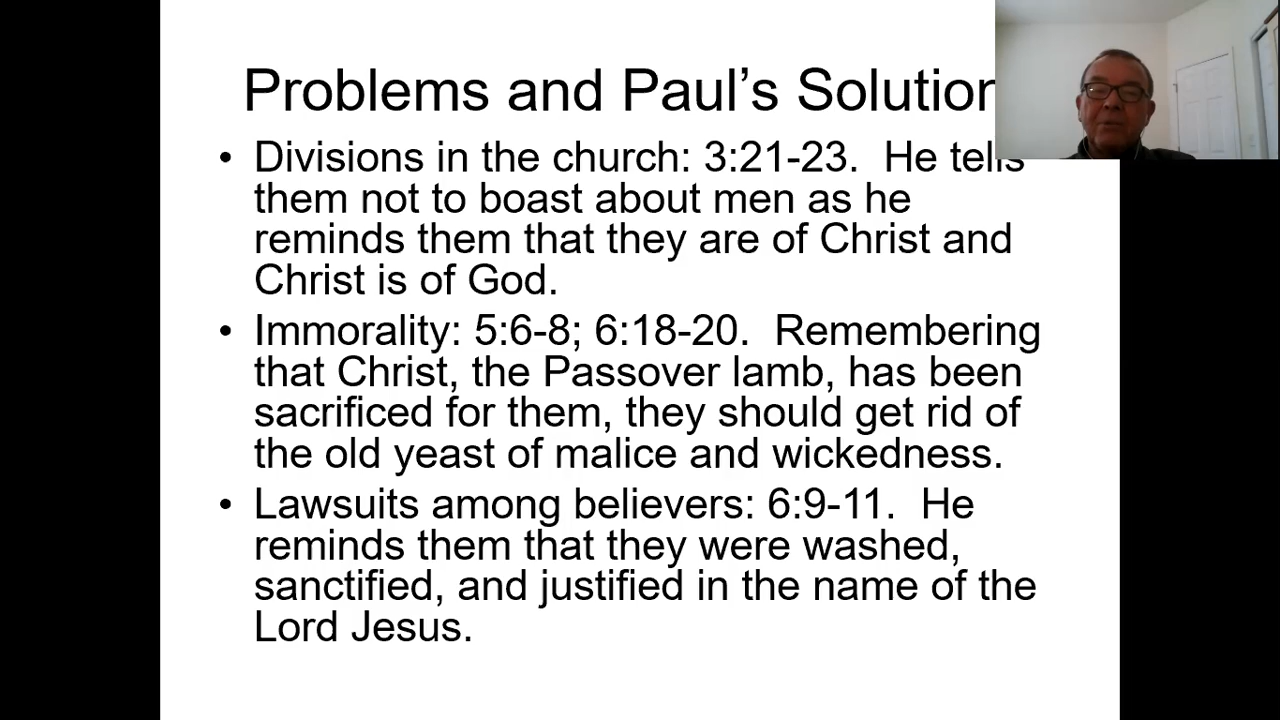 Problems and Paul’s Solution
• Divisions in the church: 3:21-23. He tells
them not to boast about men as he
reminds them that they are of Christ and
Christ is of God.
• Immorality: 5:6-8; 6:18-20. Remembering
that Christ, the Passover lamb, has been
sacrificed for them, they should get rid of
the old yeast of malice and wickedness.
• Lawsuits among believers: 6:9-11. He
reminds them that they were washed,
sanctified, and justified in the name of the
Lord Jesus.